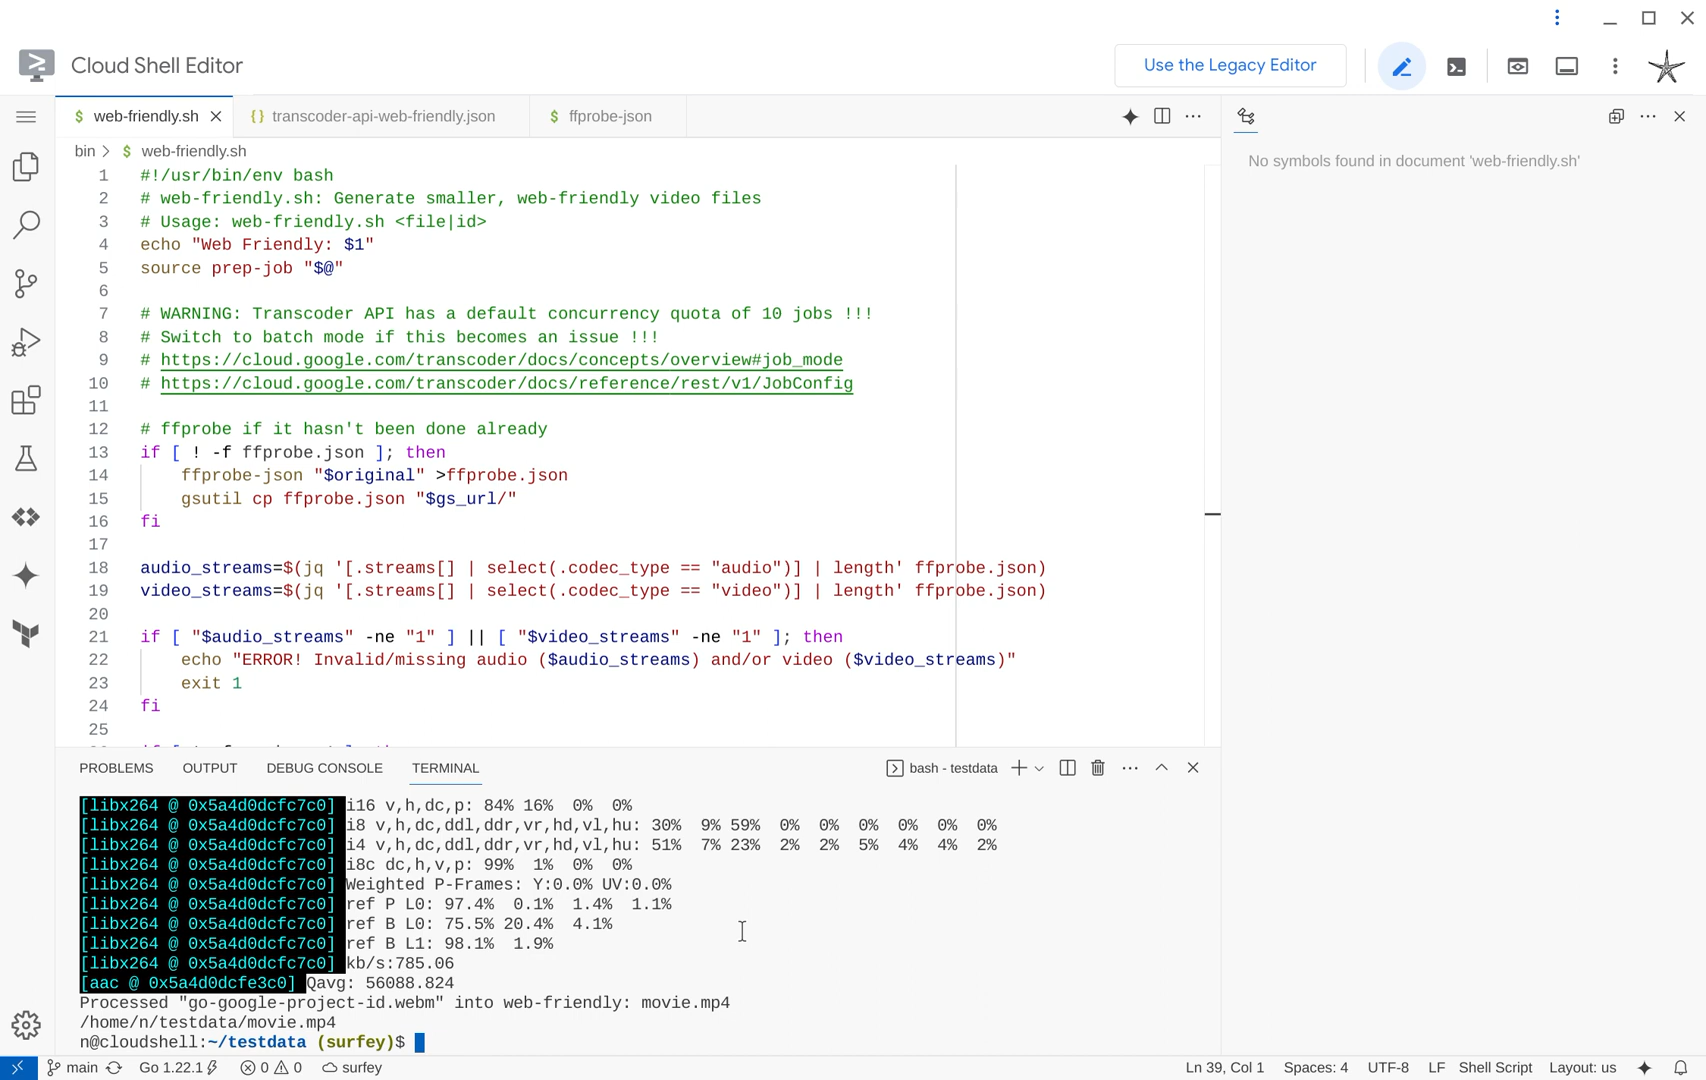 Cloud Shell Editor
Use the Legacy Editor
$ web-friendly.sh
{} transcoder-api-web-friendly.json
$ ffprobe-json
bin > $ web-friendly.sh
No symbols found in document 'web-friendly.sh'
1 #!/usr/bin/env bash
2 # web-friendly.sh: Generate smaller, web-friendly video files
3 # Usage: web-friendly.sh <file|id>
4 echo "Web Friendly: $1"
5 source prep-job "$@"
6
7 # WARNING: Transcoder API has a default concurrency quota of 10 jobs !!!
8 # Switch to batch mode if this becomes an issue !!!
9 # https://cloud.google.com/transcoder/docs/concepts/overview#job_mode
10 # https://cloud.google.com/transcoder/docs/reference/rest/v1/JobConfig
11
12 # ffprobe if it hasn't been done already
13 if [ ! -f ffprobe.json ]; then
14     ffprobe-json "$original" >ffprobe.json
15     gsutil cp ffprobe.json "$gs_url/"
16 fi
17
18 audio_streams=$(jq '[.streams[] | select(.codec_type == "audio")] | length' ffprobe.json)
19 video_streams=$(jq '[.streams[] | select(.codec_type == "video")] | length' ffprobe.json)
20
21 if [ "$audio_streams" -ne "1" ] || [ "$video_streams" -ne "1" ]; then
22     echo "ERROR! Invalid/missing audio ($audio_streams) and/or video ($video_streams)"
23     exit 1
24 fi
25
PROBLEMS OUTPUT DEBUG CONSOLE TERMINAL
bash - testdata
[libx264 @ 0x5a4d0dcfc7c0] i16 v,h,dc,p: 84% 16%  0%  0%
[libx264 @ 0x5a4d0dcfc7c0] i8 v,h,dc,ddl,ddr,vr,hd,vl,hu: 30%  9% 59%  0%  0%  0%  0%  0%  0%
[libx264 @ 0x5a4d0dcfc7c0] i4 v,h,dc,ddl,ddr,vr,hd,vl,hu: 51%  7% 23%  2%  2%  5%  4%  4%  2%
[libx264 @ 0x5a4d0dcfc7c0] i8c dc,h,v,p: 99%  1%  0%  0%
[libx264 @ 0x5a4d0dcfc7c0] Weighted P-Frames: Y:0.0% UV:0.0%
[libx264 @ 0x5a4d0dcfc7c0] ref P L0: 97.4%  0.1%  1.4%  1.1%
[libx264 @ 0x5a4d0dcfc7c0] ref B L0: 75.5% 20.4%  4.1%
[libx264 @ 0x5a4d0dcfc7c0] ref B L1: 98.1%  1.9%
[libx264 @ 0x5a4d0dcfc7c0] kb/s:785.06
[aac @ 0x5a4d0dcfe3c0] Qavg: 56088.824
Processed "go-google-project-id.webm" into web-friendly: movie.mp4
/home/n/testdata/movie.mp4
n@cloudshell:~/testdata (surfey)$
main Go 1.22.1 0 0 surfey Ln 39, Col 1 Spaces: 4 UTF-8 LF Shell Script Layout: us